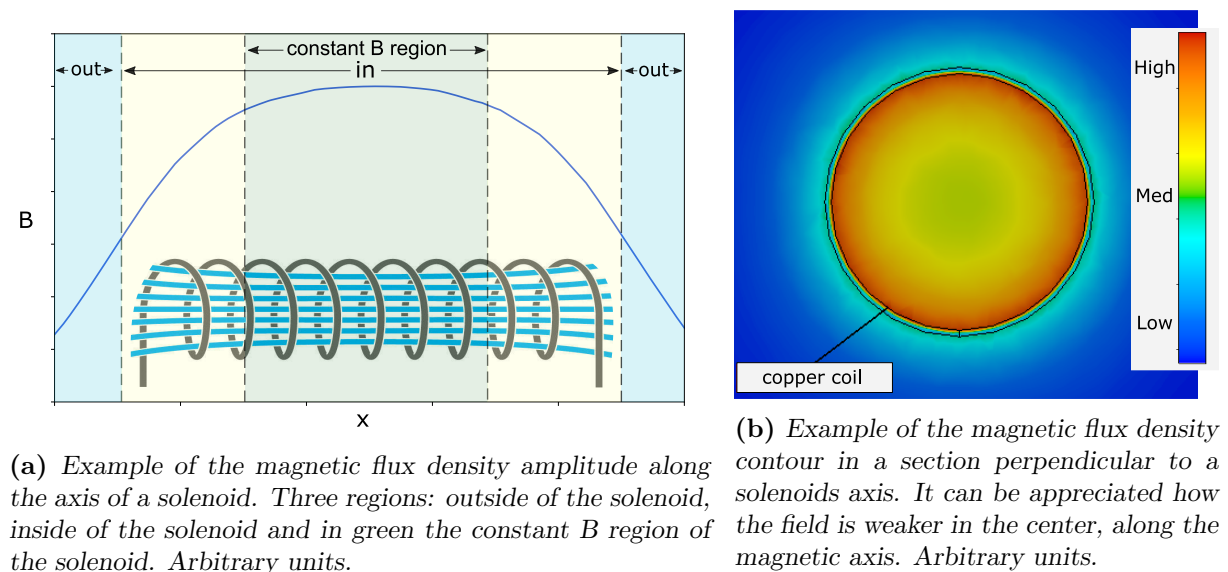 constant B region
out
in
out
B
x
(a) Example of the magnetic flux density amplitude along
the axis of a solenoid. Three regions: outside of the solenoid,
inside of the solenoid and in green the constant B region of
the solenoid. Arbitrary units.
High
Med
Low
copper coil
(b) Example of the magnetic flux density
contour in a section perpendicular to a
solenoids axis. It can be appreciated how
the field is weaker in the center, along the
magnetic axis. Arbitrary units.